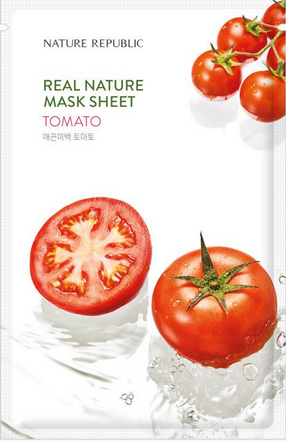 NATURE REPUBLIC
REAL NATURE
MASK SHEET
TOMATO
매끈미백 토마토